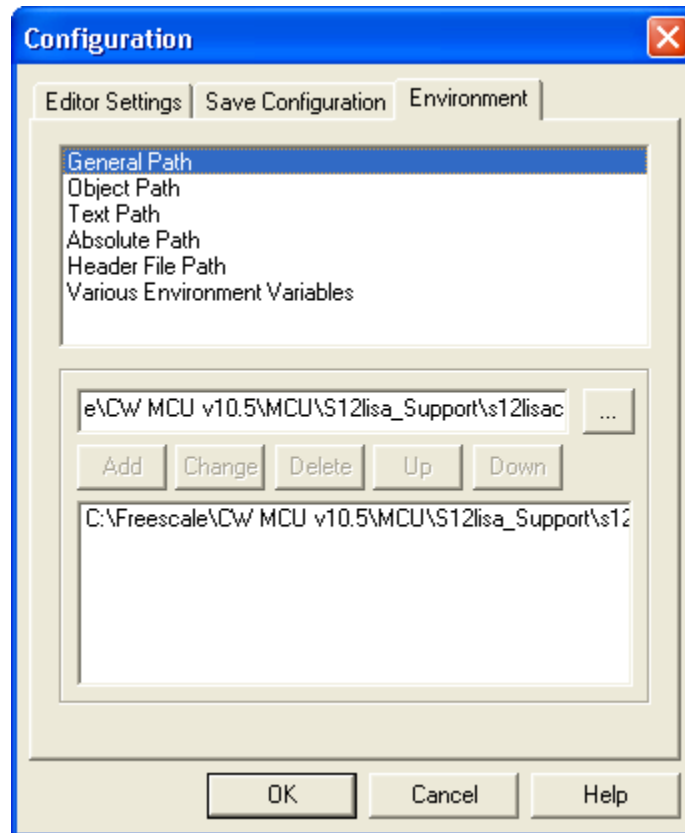 Configuration
Editor Settings Save Configuration Environment
General Path
Object Path
Text Path
Absolute Path
Header File Path
Various Environment Variables
e\CW MCU v10.5\MCU\S12lisa_Support\s12lisac ...
Add Change Delete Up Down
C:\Freescale\CW MCU v10.5\MCU\S12lisa_Support\s12
OK Cancel Help